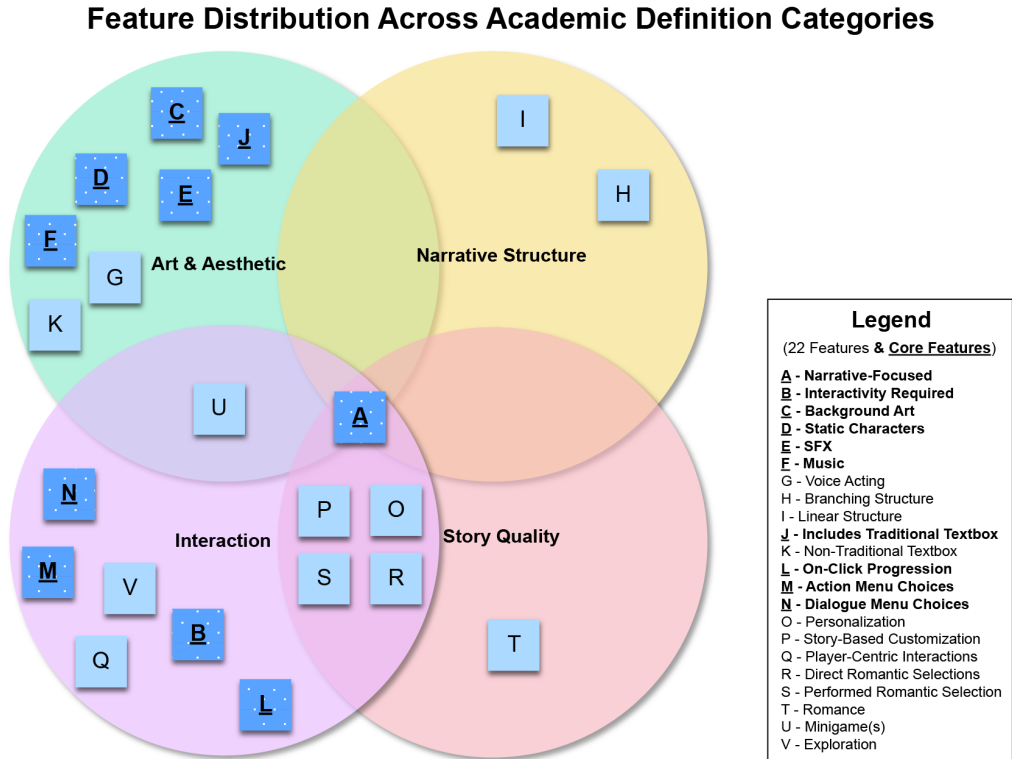 Feature Distribution Across Academic Definition Categories
C
J
I
D
E
H
F
G
Art & Aesthetic
Narrative Structure
K
U
A
N
P
O
Interaction
Story Quality
M
V
S
R
B
Q
T
L
Legend
(22 Features & Core Features)
A - Narrative-Focused
B - Interactivity Required
C - Background Art
D - Static Characters
E - SFX
F - Music
G - Voice Acting
H - Branching Structure
I - Linear Structure
J - Includes Traditional Textbox
K - Non-Traditional Textbox
L - On-Click Progression
M - Action Menu Choices
N - Dialogue Menu Choices
O - Personalization
P - Story-Based Customization
Q - Player-Centric Interactions
R - Direct Romantic Selections
S - Performed Romantic Selection
T - Romance
U - Minigame(s)
V - Exploration